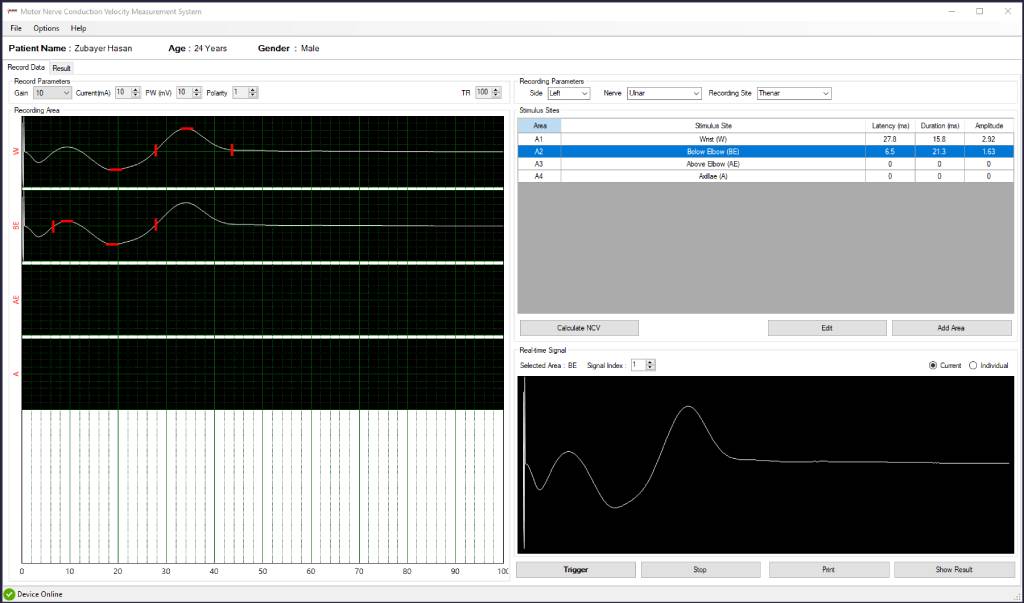 Motor Nerve Conduction Velocity Measurement System
File Options Help
Patient Name : Zubayer Hasan Age : 24 Years Gender : Male
Record Data Result
Record Parameters
Gain 10 Current(mA) 10 PW (mV) 10 Polarity 1 TR 100
Recording Area
W
BE
AE
A
0 10 20 30 40 50 60 70 80 90 100
Recording Parameters
Side Left Nerve Ulnar Recording Site Thenar
Stimulus Sites
Area Stimulus Site Latency (ms) Duration (ms) Amplitude
A1 Wrist (W) 27.8 15.8 2.92
A2 Below Elbow (BE) 6.5 21.3 1.63
A3 Above Elbow (AE) 0 0 0
A4 Axillae (A) 0 0 0
Calculate NCV Edit Add Area
Real-time Signal
Selected Area : BE Signal Index : 1 Current Individual
Trigger Stop Print Show Result
Device Online